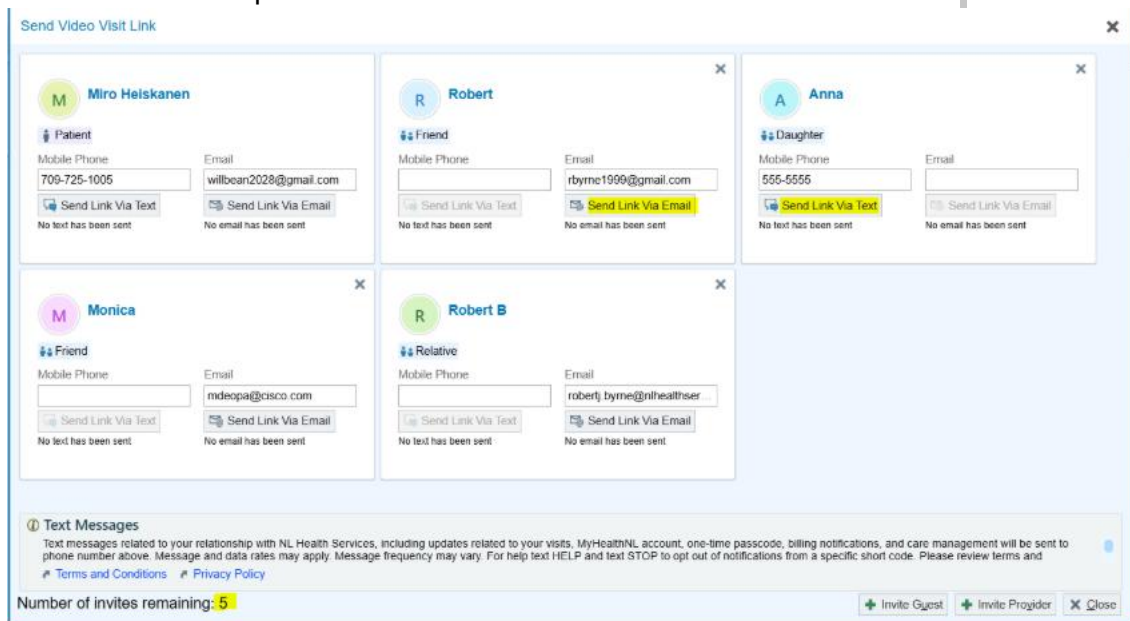 Send Video Visit Link
M Miro Heiskanen
Patient
Mobile Phone Email
709-725-1005 willbean2028@gmail.com
Send Link Via Text Send Link Via Email
No text has been sent No email has been sent
R Robert
Friend
Mobile Phone Email
rbyrne1999@gmail.com
Send Link Via Text Send Link Via Email
No text has been sent No email has been sent
A Anna
Daughter
Mobile Phone Email
555-5555
Send Link Via Text Send Link Via Email
No text has been sent No email has been sent
M Monica
Friend
Mobile Phone Email
mdeopa@cisco.com
Send Link Via Text Send Link Via Email
No text has been sent No email has been sent
R Robert B
Relative
Mobile Phone Email
robertj.byrne@nlhealthser...
Send Link Via Text Send Link Via Email
No text has been sent No email has been sent
Text Messages
Text messages related to your relationship with NL Health Services, including updates related to your visits, MyHealthNL account, one-time passcode, billing notifications, and care management will be sent to
phone number above. Message and data rates may apply. Message frequency may vary. For help text HELP and text STOP to opt out of notifications from a specific short code. Please review terms and
Terms and Conditions Privacy Policy
Number of invites remaining: 5
Invite Guest Invite Provider Close